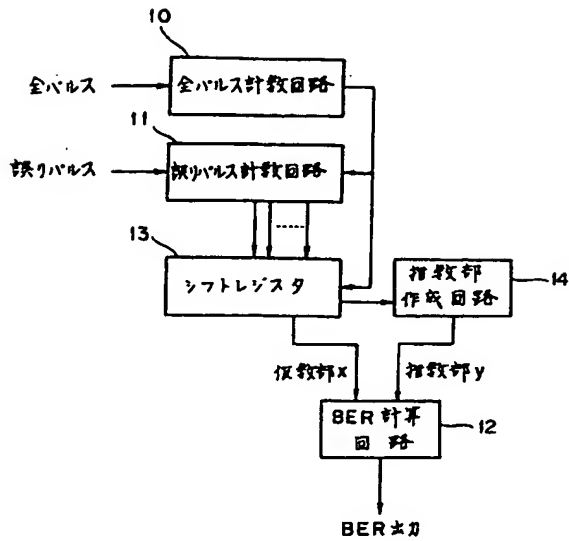 10
全パルス
全パルス計数回路
11
誤りパルス
誤りパルス計数回路
13
シフトレジスタ
指数部
作成回路
14
仮数部x
指数部y
BER計算
回路
12
BER出力